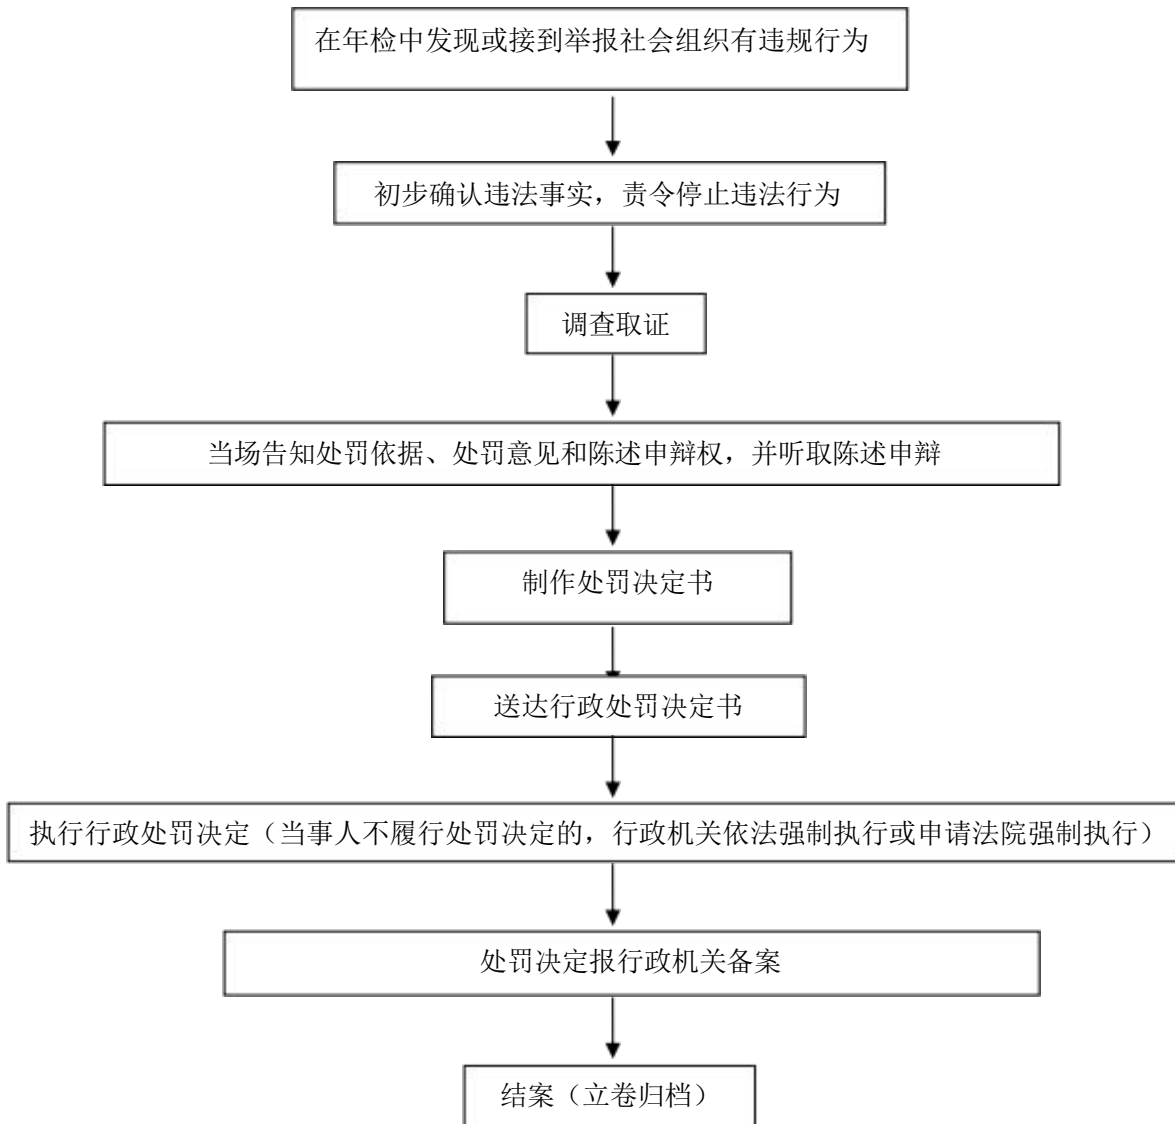 在年检中发现或接到举报社会组织有违规行为
初步确认违法事实，责令停止违法行为
调查取证
当场告知处罚依据、处罚意见和陈述申辩权，并听取陈述申辩
制作处罚决定书
送达行政处罚决定书
执行行政处罚决定（当事人不履行处罚决定的，行政机关依法强制执行或申请法院强制执行）
处罚决定报行政机关备案
结案（立卷归档）